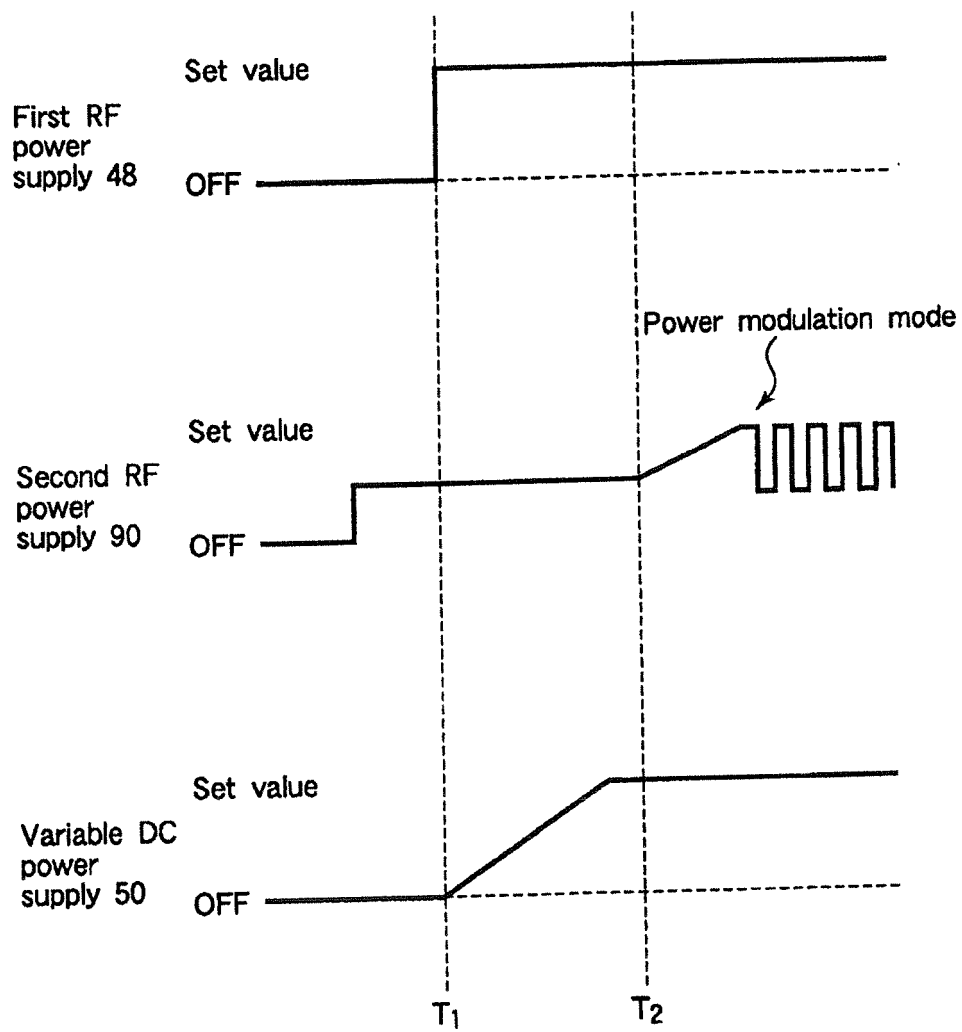 Set value
First RF
power
supply 48
OFF
Power modulation mode
Set value
Second RF
power
supply 90
OFF
Set value
Variable DC
power
supply 50
OFF
T1
T2